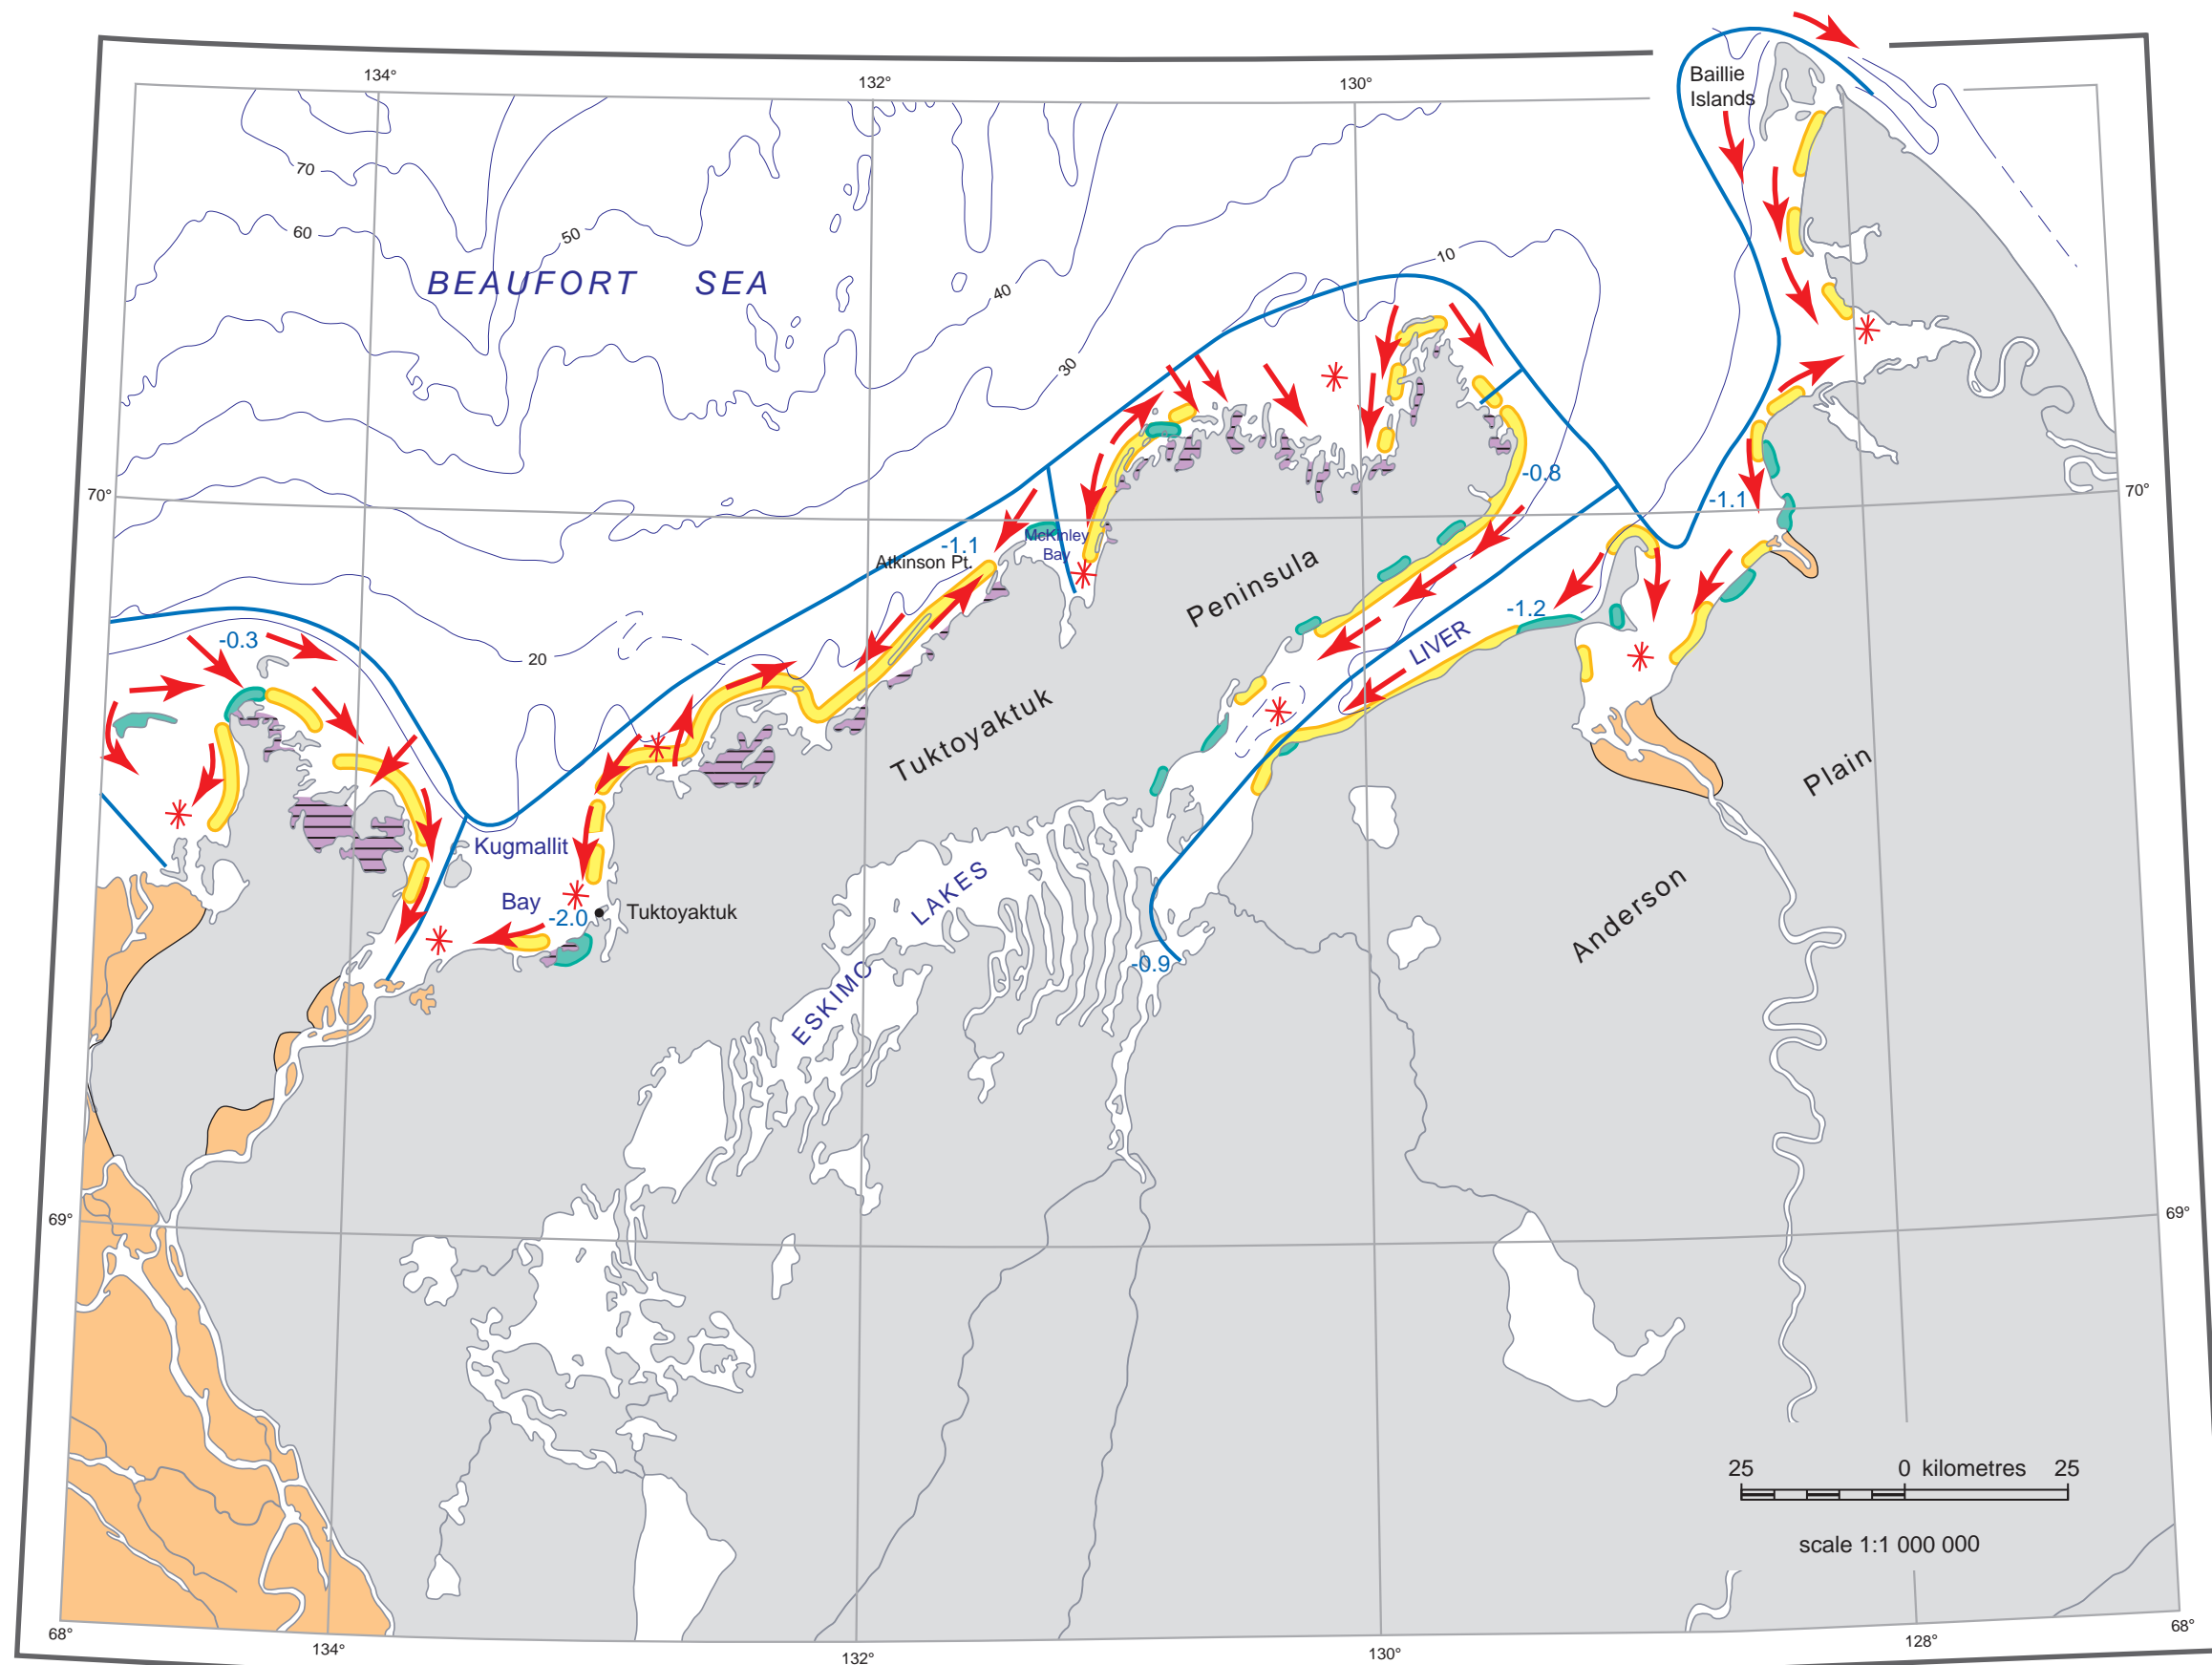 134°
132°
130°
Baillie
Islands
70
60
50
BEAUFORT SEA
40
10
30
70°
70°
-0.8
-1.1
-1.1
McKinley
Bay
Atkinson Pt.
Peninsula
-1.2
-0.3
20
LIVER
Tuktoyaktuk
Plain
Kugmallit
Bay
-2.0
Tuktoyaktuk
LAKES
Anderson
-0.9
ESKIMO
69°
69°
25 0 kilometres 25
scale 1:1 000 000
68°
134°
132°
130°
128°
68°